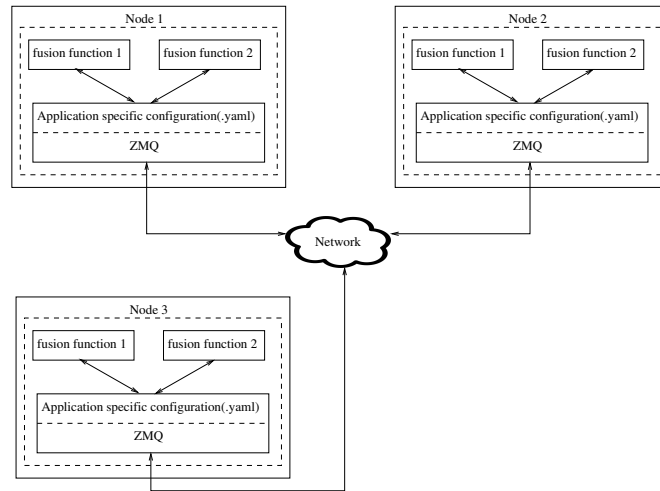 Node 1
fusion function 1
fusion function 2
Application specific configuration(.yaml)
ZMQ
Node 2
fusion function 1
fusion function 2
Application specific configuration(.yaml)
ZMQ
Network
Node 3
fusion function 1
fusion function 2
Application specific configuration(.yaml)
ZMQ